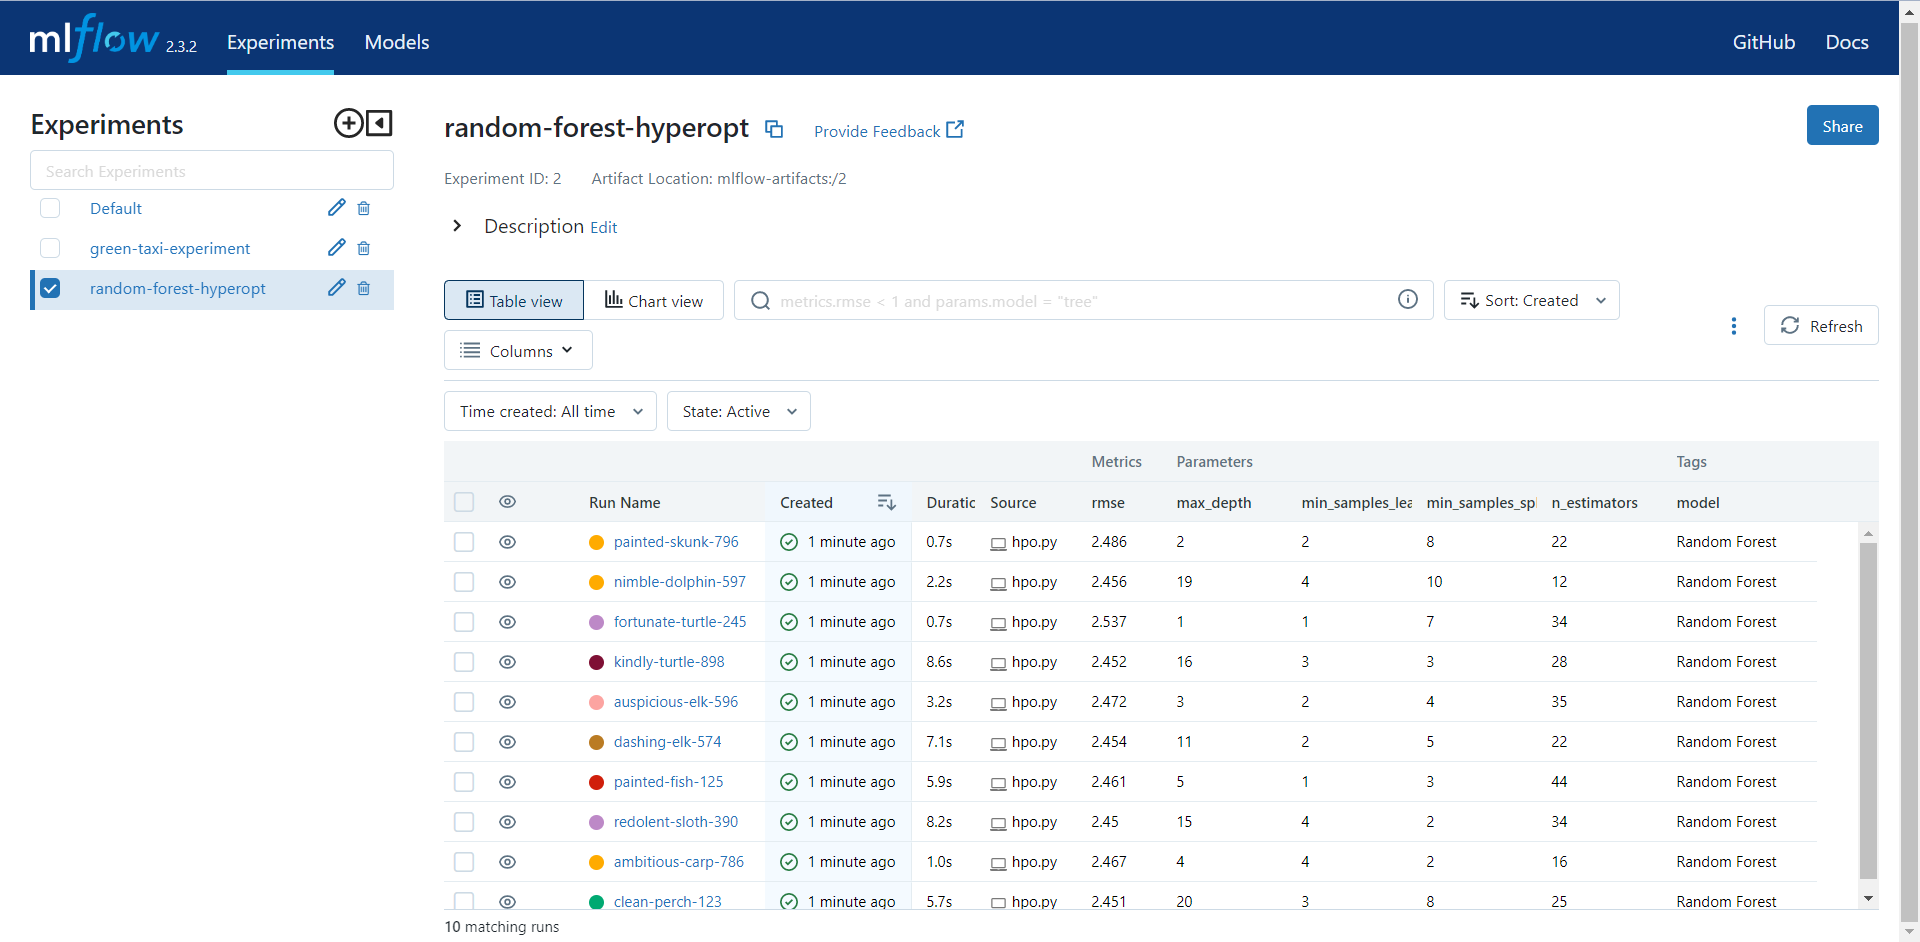 mlflow 2.3.2 Experiments Models GitHub Docs
Experiments
Search Experiments
Default
green-taxi-experiment
random-forest-hyperopt
random-forest-hyperopt Provide Feedback Share
Experiment ID: 2 Artifact Location: mlflow-artifacts:/2
Description Edit
Table view Chart view metrics.rmse < 1 and params.model = "tree" Sort: Created
Refresh
Columns
Time created: All time State: Active
Metrics Parameters Tags
Run Name Created Duratic Source rmse max_depth min_samples_lea min_samples_spl n_estimators model
painted-skunk-796 1 minute ago 0.7s hpo.py 2.486 2 2 8 22 Random Forest
nimble-dolphin-597 1 minute ago 2.2s hpo.py 2.456 19 4 10 12 Random Forest
fortunate-turtle-245 1 minute ago 0.7s hpo.py 2.537 1 1 7 34 Random Forest
kindly-turtle-898 1 minute ago 8.6s hpo.py 2.452 16 3 3 28 Random Forest
auspicious-elk-596 1 minute ago 3.2s hpo.py 2.472 3 2 4 35 Random Forest
dashing-elk-574 1 minute ago 7.1s hpo.py 2.454 11 2 5 22 Random Forest
painted-fish-125 1 minute ago 5.9s hpo.py 2.461 5 1 3 44 Random Forest
redolent-sloth-390 1 minute ago 8.2s hpo.py 2.45 15 4 2 34 Random Forest
ambitious-carp-786 1 minute ago 1.0s hpo.py 2.467 4 4 2 16 Random Forest
clean-perch-123 1 minute ago 5.7s hpo.py 2.451 20 3 8 25 Random Forest
10 matching runs